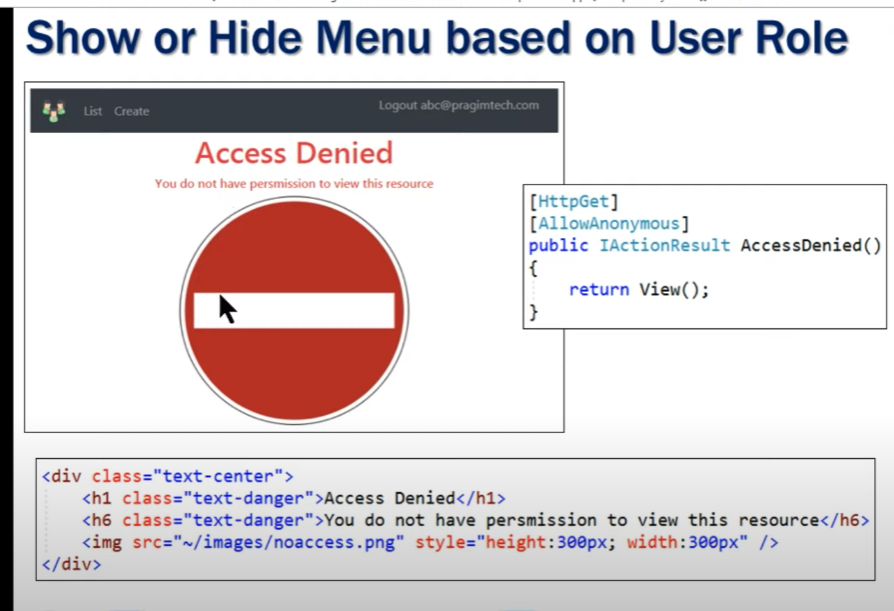 Show or Hide Menu based on User Role
List Create Logout abc@pragimtech.com
Access Denied
You do not have persmission to view this resource
[HttpGet]
[AllowAnonymous]
public IActionResult AccessDenied()
{
return View();
}
<div class="text-center">
<h1 class="text-danger">Access Denied</h1>
<h6 class="text-danger">You do not have persmission to view this resource</h6>
<img src="~/images/noaccess.png" style="height:300px; width:300px" />
</div>